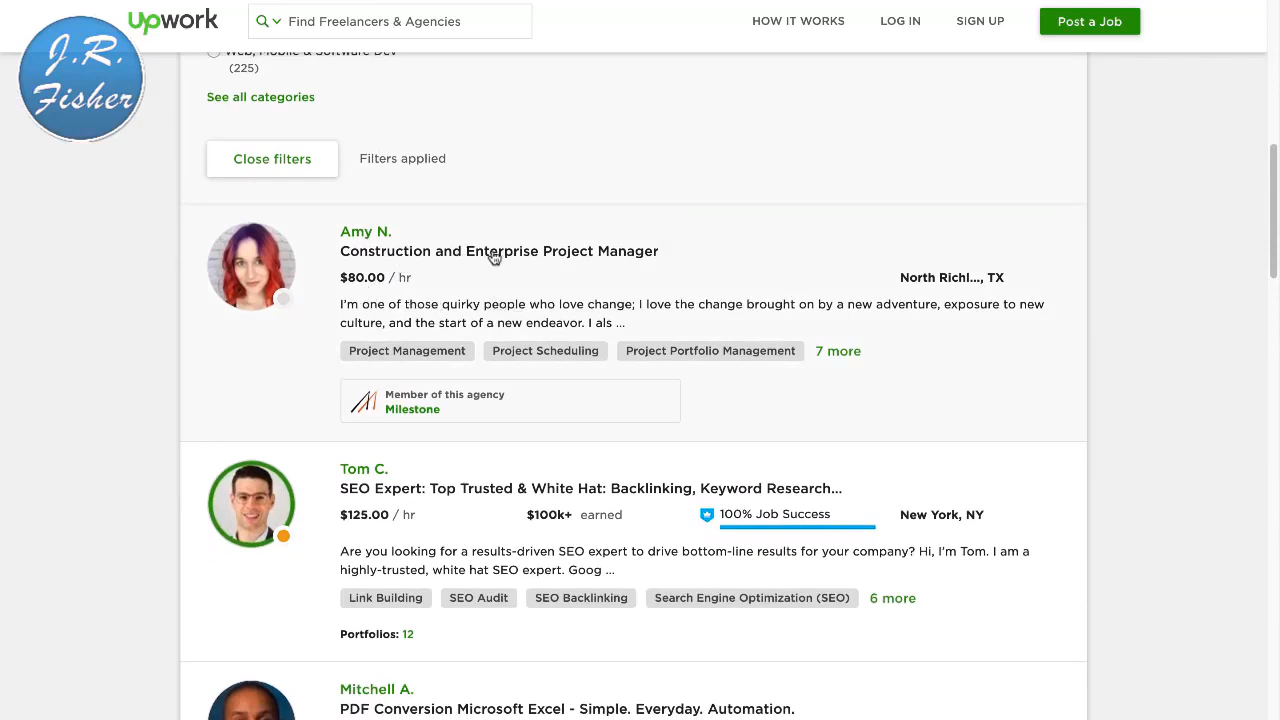 upwork
Find Freelancers & Agencies
HOW IT WORKS
LOG IN
SIGN UP
Post a Job
J.R.
Fisher
Web, Mobile & Software Dev
(225)
See all categories
Close filters
Filters applied
Amy N.
Construction and Enterprise Project Manager
$80.00 / hr
North Richl..., TX
I'm one of those quirky people who love change; I love the change brought on by a new adventure, exposure to new
culture, and the start of a new endeavor. I als ...
Project Management
Project Scheduling
Project Portfolio Management
7 more
Member of this agency
Milestone
Tom C.
SEO Expert: Top Trusted & White Hat: Backlinking, Keyword Research...
$125.00 / hr
$100k+ earned
100% Job Success
New York, NY
Are you looking for a results-driven SEO expert to drive bottom-line results for your company? Hi, I'm Tom. I am a
highly-trusted, white hat SEO expert. Goog ...
Link Building
SEO Audit
SEO Backlinking
Search Engine Optimization (SEO)
6 more
Portfolios: 12
Mitchell A.
PDF Conversion Microsoft Excel - Simple. Everyday. Automation.